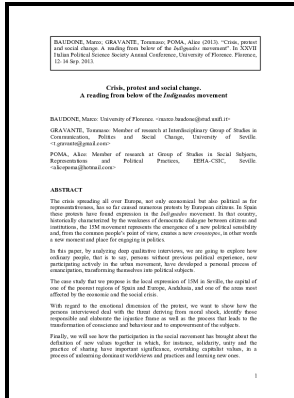 BAUDONE, Marco, GRAVANTE, Tommaso, POMA, Alice (2013). "Crisis, protest
and social change. A reading from below of the Indignados movement". In XXVII
Italian Political Science Society Annual Conference, University of Florence. Florence,
12-14 Sep. 2013.
Crisis, protest and social change.
A reading from below of the Indignados movement
BAUDONE, Marco: University of Florence. <marco.baudone@stud.unifi.it>
GRAVANTE, Tommaso: Member of research at Interdisciplinary Group of Studies in
Communication, Politics and Social Change, University of Seville.
<t.gravante@gmail.com>
POMA, Alice: Member of research at Group of Studies in Social Subjects,
Representations and Political Practices, EEHA-CSIC, Seville.
<alicepoma@hotmail.com>
ABSTRACT
The crisis spreading all over Europe, not only economical but also political as for
representativeness, has so far caused numerous protests by European citizens. In Spain
these protests have found expression in the Indignados movement. In that country,
historically characterized by the weakness of democratic dialogue between citizens and
institutions, the 15M movement represents the emergence of a new political sensibility
and, from the common people's point of view, creates a new cronotopos, in other words
a new moment and place for engaging in politics.
In this paper, by analyzing deep qualitative interviews, we are going to explore how
ordinary people, that is to say, persons without previous political experience, now
participating actively in the urban movement, have developed a personal process of
emancipation, transforming themselves into political subjects.
The case study that we propose is the local expression of 15M in Seville, the capital of
one of the poorest regions of Spain and Europe, Andalusia, and one of the areas most
affected by the economic and the social crisis.
With regard to the emotional dimension of the protest, we want to show how the
persons interviewed deal with the threat deriving from moral shock, identify those
responsible and elaborate the injustice frame as well as the process that leads to the
transformation of conscience and behaviour and to empowerment of the subjects.
Finally, we will see how the participation in the social movement has brought about the
definition of new values together in which, for instance, solidarity, unity and the
practice of sharing have important significance, overtaking capitalist values, in a
process of unlearning dominant worldviews and practices and learning new ones.
1